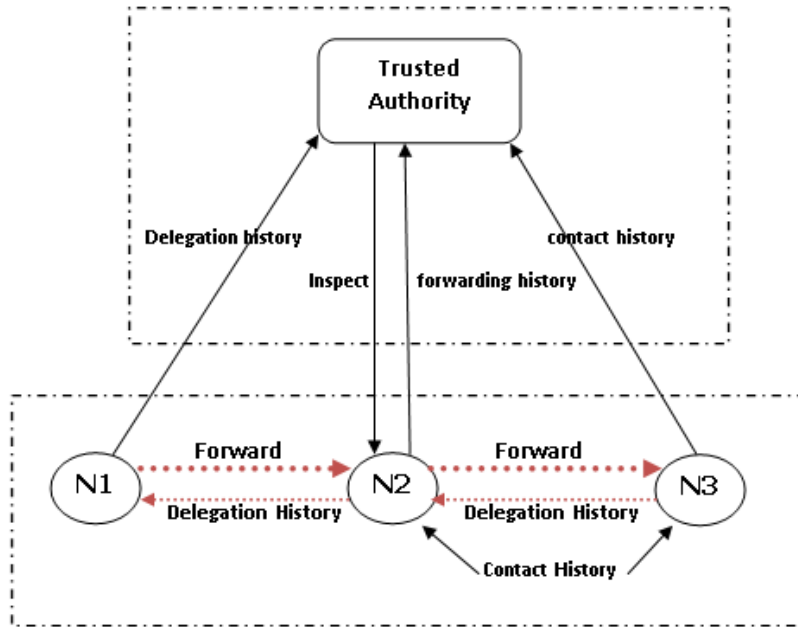 Trusted
Authority
Delegation history
contact history
Inspect
forwarding history
Forward
Forward
N1
N2
N3
Delegation History
Delegation History
Contact History